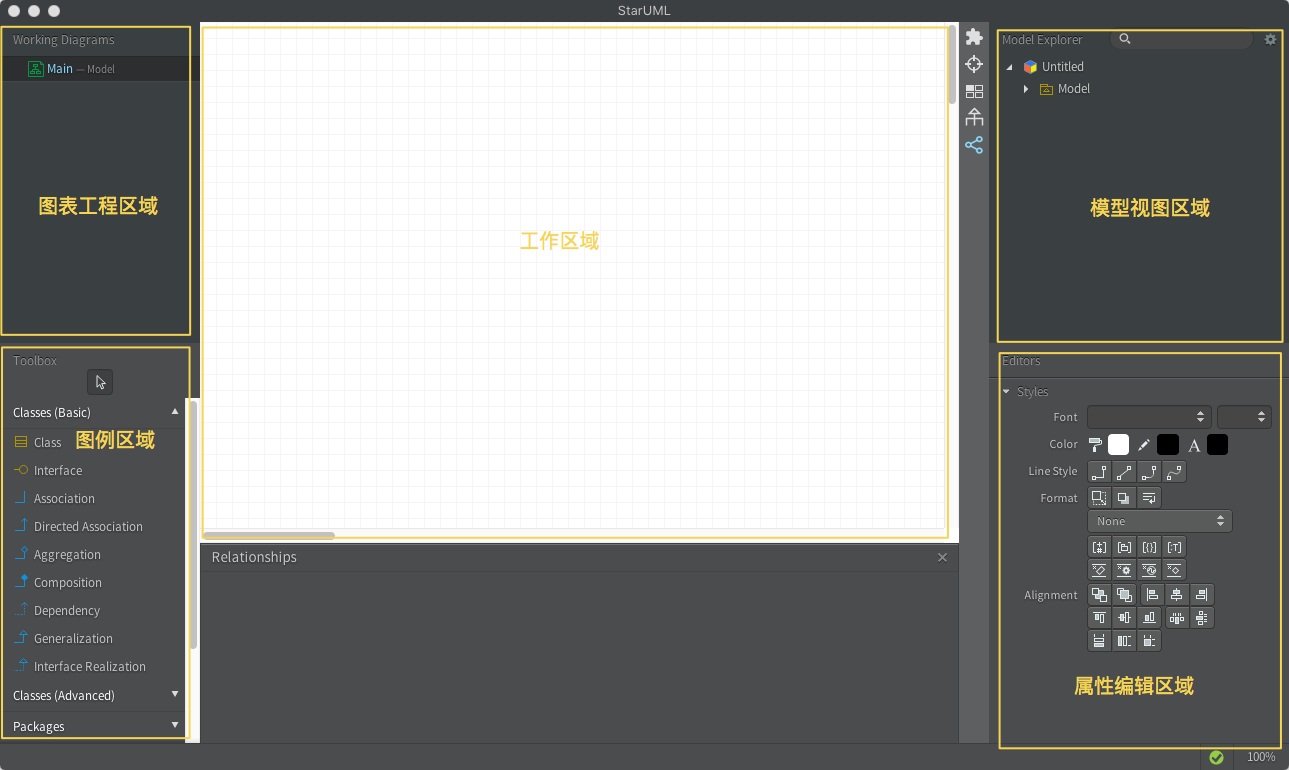 StarUML
Working Diagrams
Main — Model
图表工程区域
工作区域
Model Explorer
Untitled
Model
模型视图区域
Toolbox
Classes (Basic)
Class
图例区域
Interface
Association
Directed Association
Aggregation
Composition
Dependency
Generalization
Interface Realization
Classes (Advanced)
Packages
Relationships
Editors
Styles
Font
Color
A
Line Style
Format
None
Alignment
属性编辑区域
100%